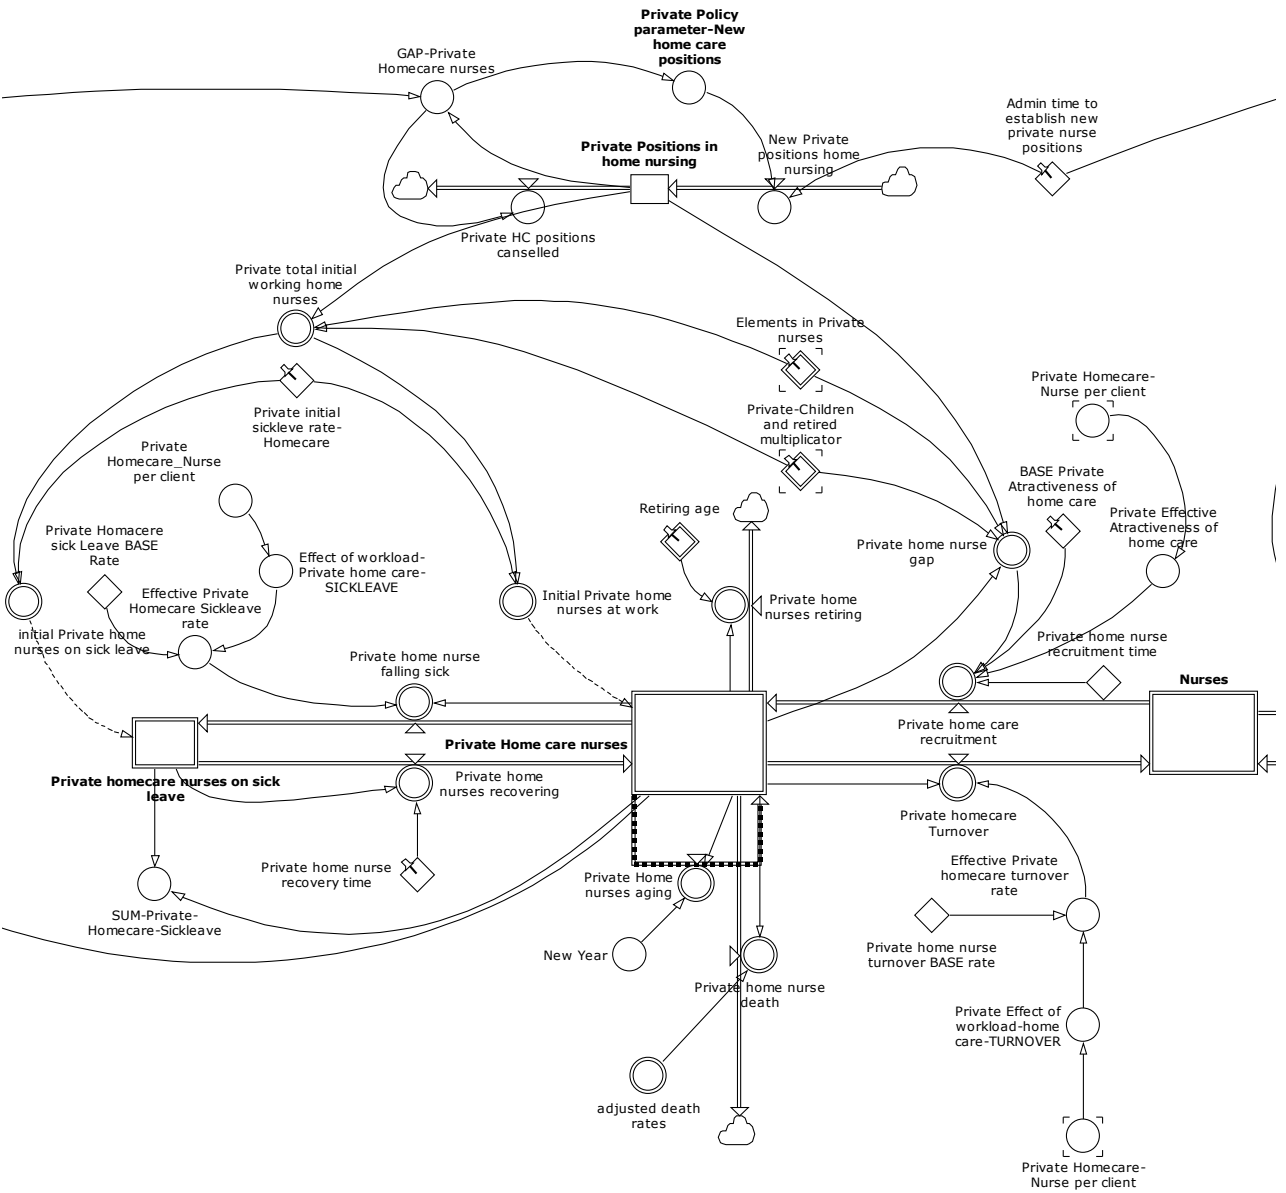 Private Policy
parameter-New
home care
positions
GAP-Private
Homecare nurses
Admin time to
establish new
private nurse
positions
Private Positions in
home nursing
New Private
positions home
nursing
Private HC positions
canselled
Private total initial
working home
nurses
Elements in Private
nurses
Private Homecare-
Nurse per client
Private initial
sickleve rate-
Homecare
Private-Children
and retired
multiplicator
Private
Homecare_Nurse
per client
BASE Private
Atractiveness of
home care
Retiring age
Private Effective
Atractiveness of
home care
Private Homacere
sick Leave BASE
Rate
Effect of workload-
Private home care-
SICKLEAVE
Private home nurse
gap
Effective Private
Homecare Sickleave
rate
Initial Private home
nurses at work
Private home
nurses retiring
initial Private home
nurses on sick leave
Private home nurse
recruitment time
Private home nurse
falling sick
Nurses
Private home care
recruitment
Private Home care nurses
Private homecare nurses on sick
leave
Private home
nurses recovering
Private homecare
Turnover
Private home nurse
recovery time
Private Home
nurses aging
Effective Private
homecare turnover
rate
SUM-Private-
Homecare-Sickleave
New Year
Private home nurse
turnover BASE rate
Private home nurse
death
Private Effect of
workload-home
care-TURNOVER
adjusted death
rates
Private Homecare-
Nurse per client